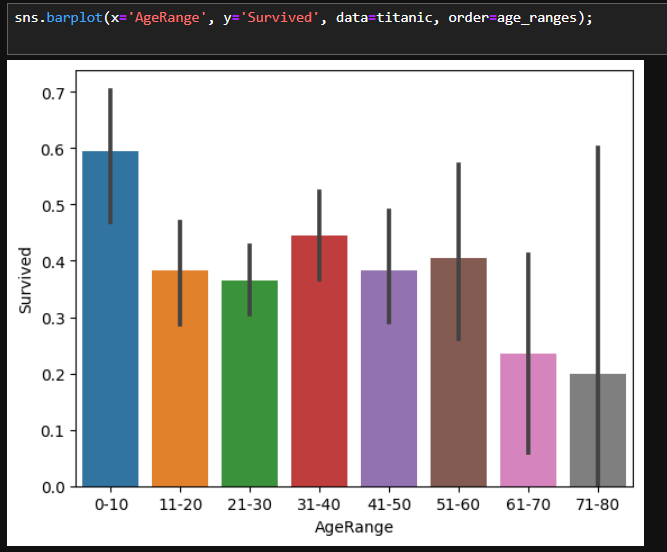 sns.barplot(x='AgeRange', y='Survived', data=titanic, order=age_ranges);
0.7
0.6
0.5
0.4
0.3
0.2
0.1
0.0
Survived
0-10 11-20 21-30 31-40 41-50 51-60 61-70 71-80
AgeRange